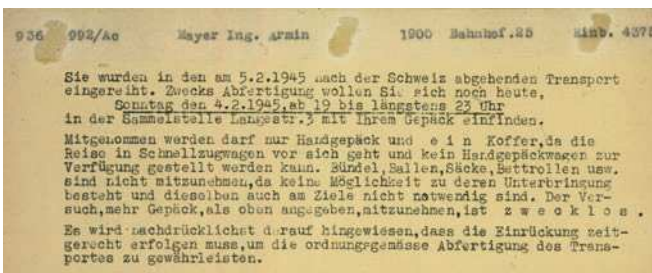 936 992/Ac Mayer Ing. Armin 1900 Bahnhof.25 Einb. 4375
Sie wurden in den am 5.2.1945 nach der Schweiz abgehenden Transport
eingereiht. Zwecks Abfertigung wollen Sie sich noch heute,
Sonntag den 4.2.1945,ab 19 bis längstens 23 Uhr
in der Sammelstelle Langestr.3 mit Ihrem Gepäck einfinden.
Mitgenommen werden darf nur Handgepäck und e i n Koffer,da die
Reise in Schnellzugwagen vor sich geht und kein Handgepäckwagen zur
Verfügung gestellt werden kann. Bündel,Ballen,Säcke,Bettrollen usw.
sind nicht mitzunehmen,da keine Möglichkeit zu deren Unterbringung
besteht und dieselben auch am Ziele nicht notwendig sind. Der Ver-
such,mehr Gepäck,als oben angegeben,mitzunehmen,ist z w e c k l o s .
Es wird nachdrücklichst darauf hingewiesen,dass die Einrückung zeit-
gerecht erfolgen muss,um die ordnungsgemässe Abfertigung des Trans-
portes zu gewährleisten.